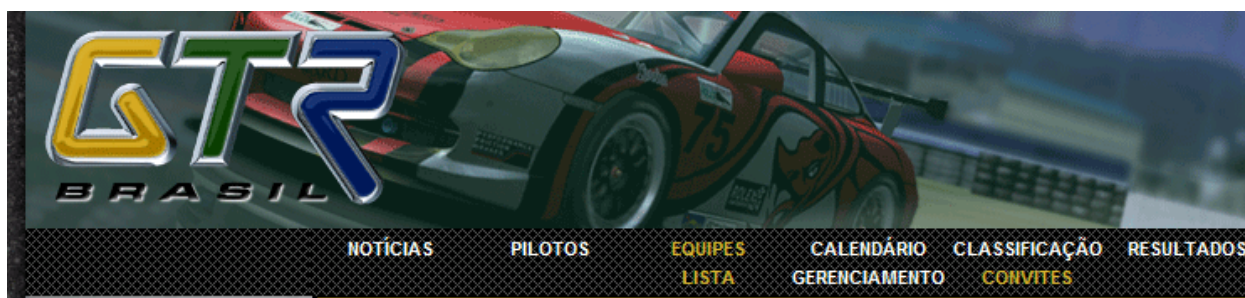 GTR
BRASIL
75
NOTÍCIAS PILOTOS EQUIPES CALENDÁRIO CLASSIFICAÇÃO RESULTADOS
LISTA GERENCIAMENTO CONVITES